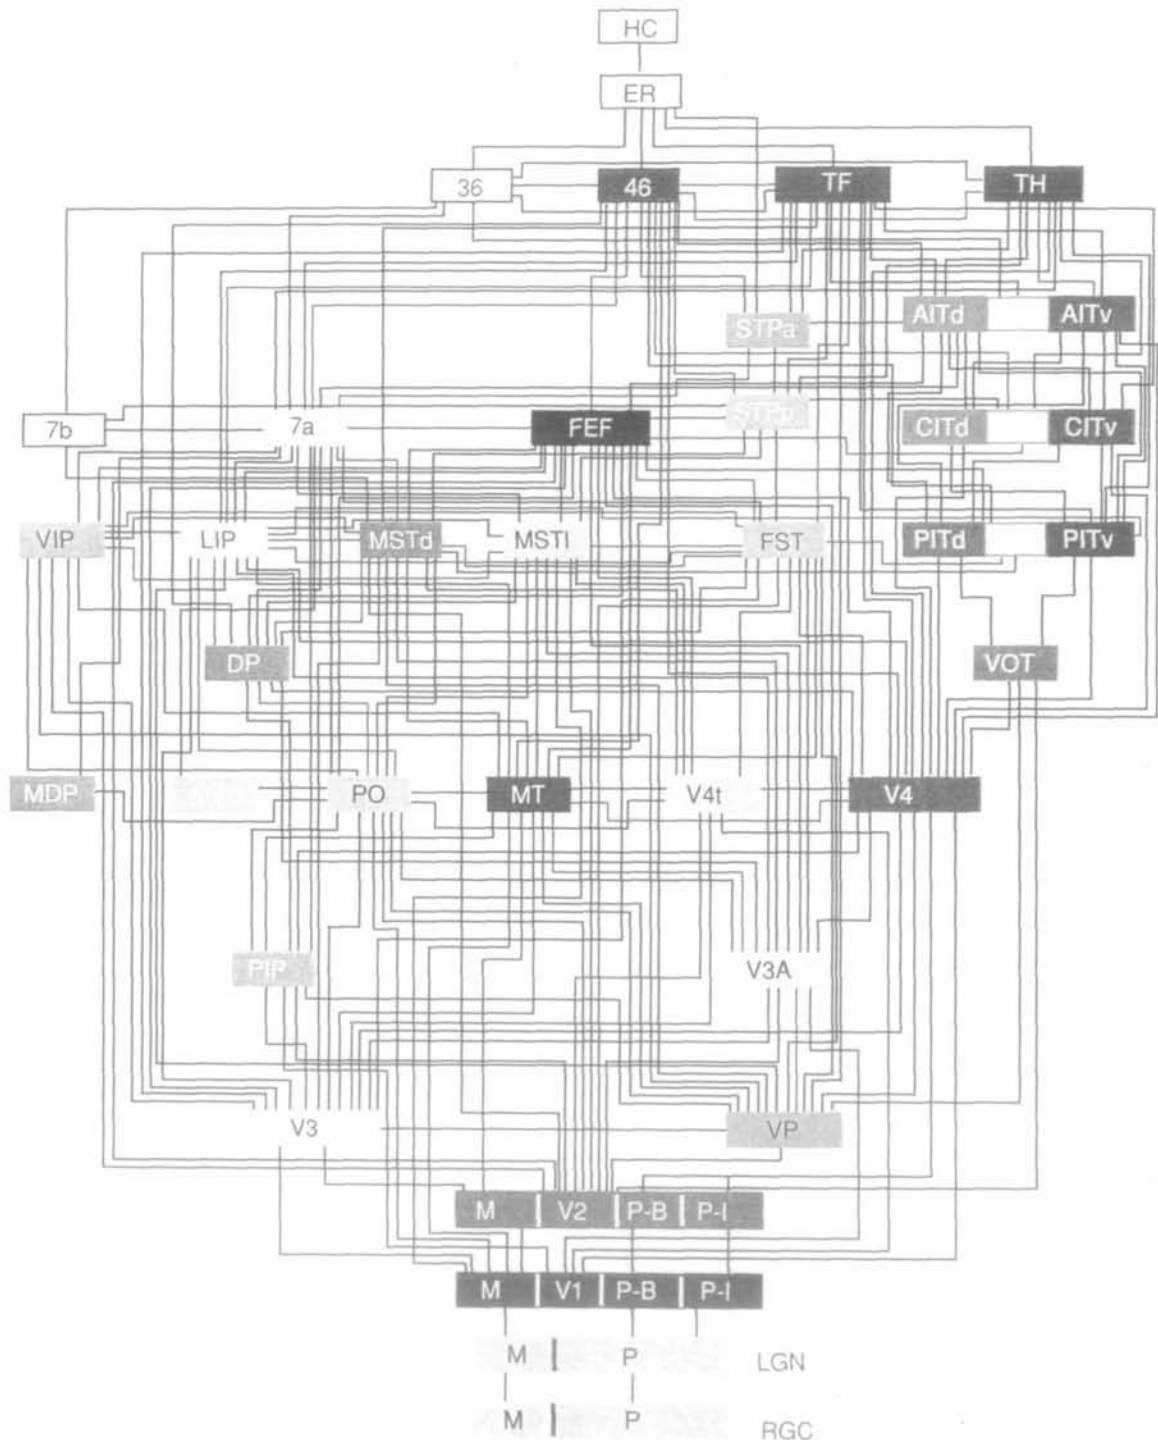 HC
ER
36 46 TF TH
STPa AITd AITv
7b 7a FEF STPp CITd CITv
VIP LIP MSTd MSTl FST PITd PITv
DP VOT
MDP PO MT V4t V4
PIP V3A
V3 VP
M V2 P-B P-I
M V1 P-B P-I
M P LGN
M P RGC